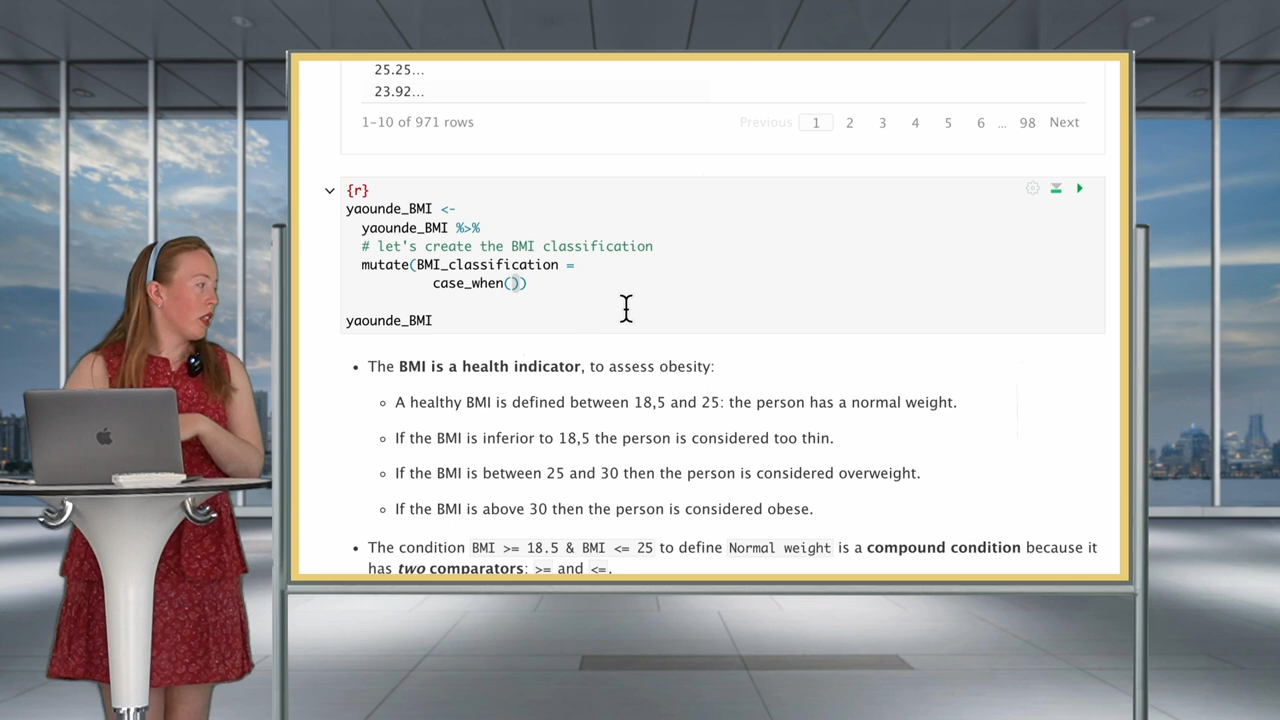 25.25...
23.92...
1–10 of 971 rows
Previous 1 2 3 4 5 6 ... 98 Next
{r}
yaounde_BMI <-
yaounde_BMI %>%
# let's create the BMI classification
mutate(BMI_classification =
case_when())
yaounde_BMI
• The BMI is a health indicator, to assess obesity:
◦ A healthy BMI is defined between 18,5 and 25: the person has a normal weight.
◦ If the BMI is inferior to 18,5 the person is considered too thin.
◦ If the BMI is between 25 and 30 then the person is considered overweight.
◦ If the BMI is above 30 then the person is considered obese.
• The condition BMI >= 18.5 & BMI <= 25 to define Normal weight is a compound condition because it
has two comparators: >= and <=.